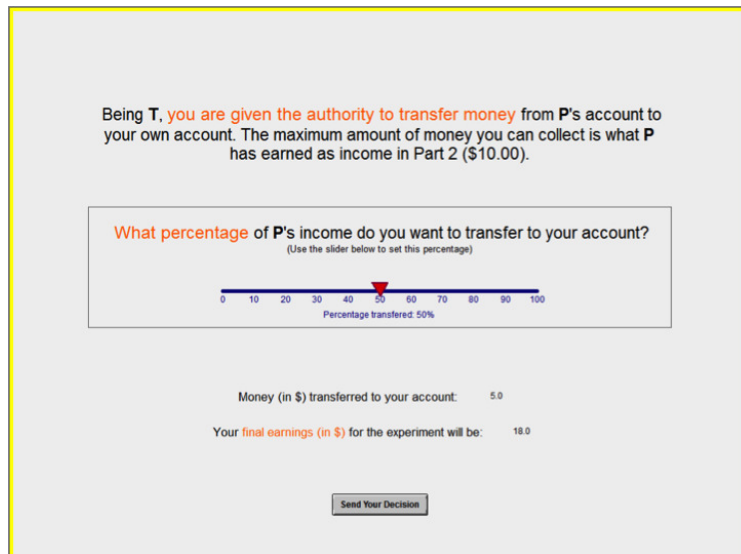 Being T, you are given the authority to transfer money from P's account to
your own account. The maximum amount of money you can collect is what P
has earned as income in Part 2 ($10.00).
What percentage of P's income do you want to transfer to your account?
(Use the slider below to set this percentage)
0 10 20 30 40 50 60 70 80 90 100
Percentage transfered: 50%
Money (in $) transferred to your account: 5.0
Your final earnings (in $) for the experiment will be: 18.0
Send Your Decision